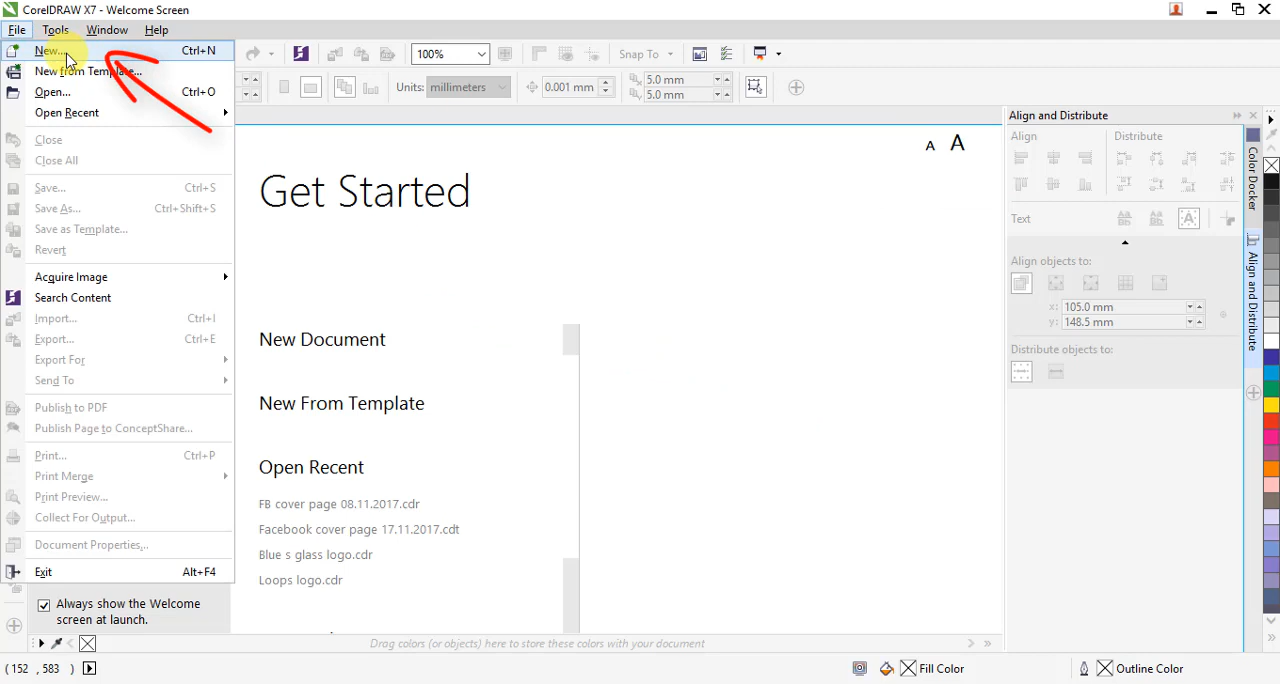 CorelDRAW X7 - Welcome Screen
File Tools Window Help
New... Ctrl+N
New from Template...
Open... Ctrl+O
Open Recent
Close
Close All
Save... Ctrl+S
Save As... Ctrl+Shift+S
Save as Template...
Revert
Acquire Image
Search Content
Import... Ctrl+I
Export... Ctrl+E
Export For
Send To
Publish to PDF
Publish Page to ConceptShare...
Print... Ctrl+P
Print Merge
Print Preview...
Collect For Output...
Document Properties...
Exit Alt+F4
Always show the Welcome
screen at launch.
100% Snap To
Units: millimeters 0.001 mm 5.0 mm
5.0 mm
A A
Get Started
New Document
New From Template
Open Recent
FB cover page 08.11.2017.cdr
Facebook cover page 17.11.2017.cdt
Blue s glass logo.cdr
Loops logo.cdr
Align and Distribute
Align Distribute
Text
Align objects to:
x: 105.0 mm
y: 148.5 mm
Distribute objects to:
Color Docker
Align and Distribute
Drag colors (or objects) here to store these colors with your document
(152 , 583 ) Fill Color Outline Color